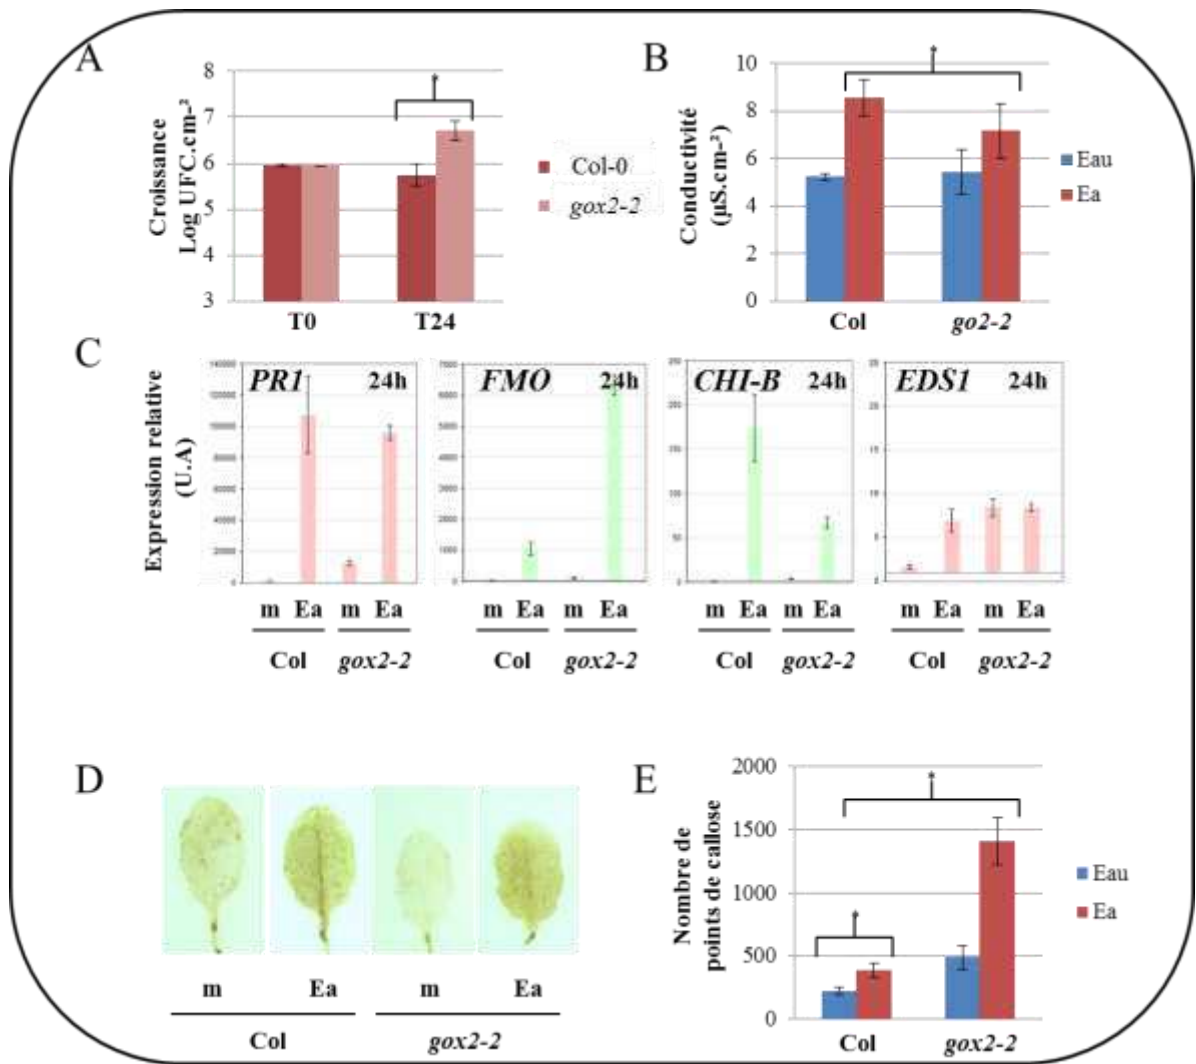 A
8
7
6
5
4
3
Croissance
Log UFC.cm-²
*
T0
T24
Col-0
gox2-2
B
10
8
6
4
2
0
Conductivité
(µS.cm-²)
*
Col
go2-2
Eau
Ea
C
Expression relative
(U.A)
PR1 24h
FMO 24h
CHI-B 24h
EDS1 24h
m Ea m Ea
Col gox2-2
m Ea m Ea
Col gox2-2
m Ea m Ea
Col gox2-2
m Ea m Ea
Col gox2-2
D
m Ea m Ea
Col gox2-2
E
2000
1500
1000
500
0
Nombre de
points de callose
*
*
Col
gox2-2
Eau
Ea